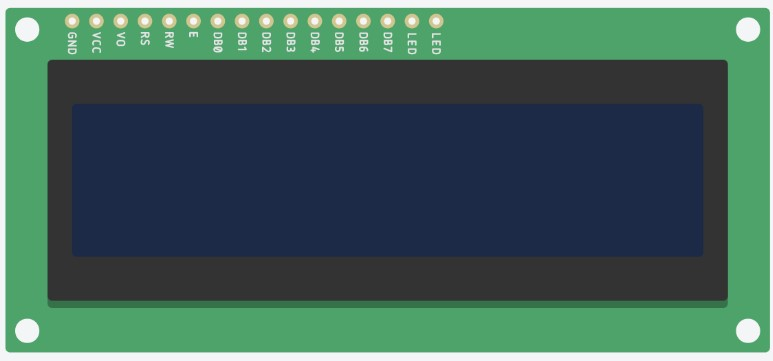 GND
VCC
VO
RS
RW
E
DB0
DB1
DB2
DB3
DB4
DB5
DB6
DB7
LED
LED